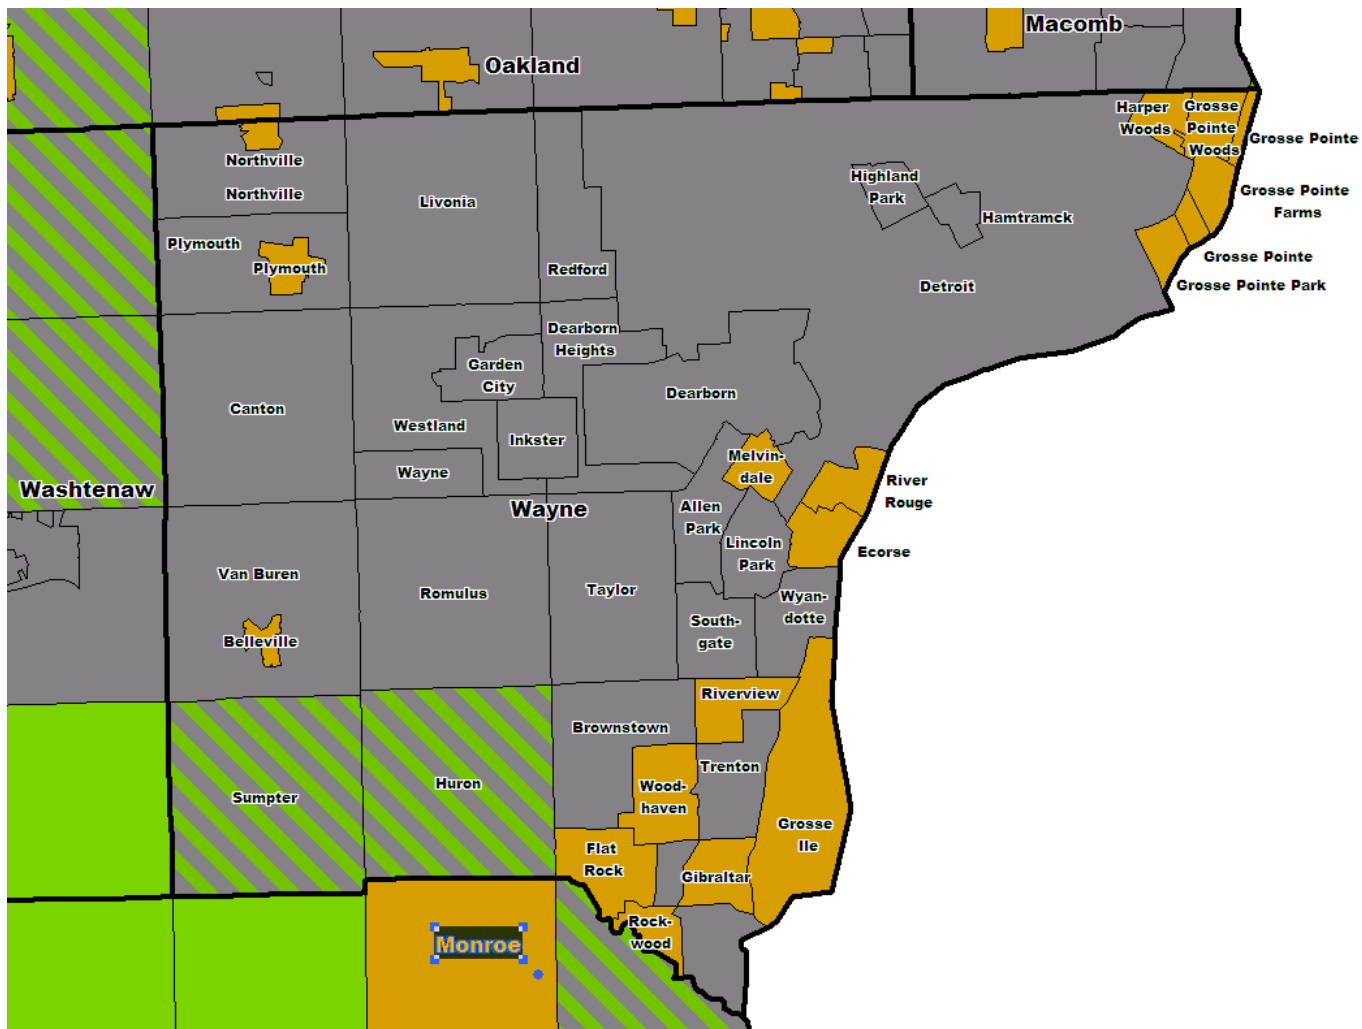 Macomb
Oakland
Harper
Woods
Grosse
Pointe
Woods
Grosse Pointe
Northville
Highland
Park
Grosse Pointe
Farms
Northville
Livonia
Hamtramck
Plymouth
Plymouth
Redford
Grosse Pointe
Detroit
Grosse Pointe Park
Dearborn
Heights
Garden
City
Dearborn
Canton
Westland
Inkster
Melvin-
dale
Wayne
River
Rouge
Washtenaw
Wayne
Allen
Park
Lincoln
Park
Ecorse
Van Buren
Romulus
Taylor
Wyan-
dotte
South-
gate
Belleville
Riverview
Brownstown
Trenton
Huron
Wood-
haven
Sumpter
Grosse
Ile
Flat
Rock
Gibraltar
Rock-
wood
Monroe